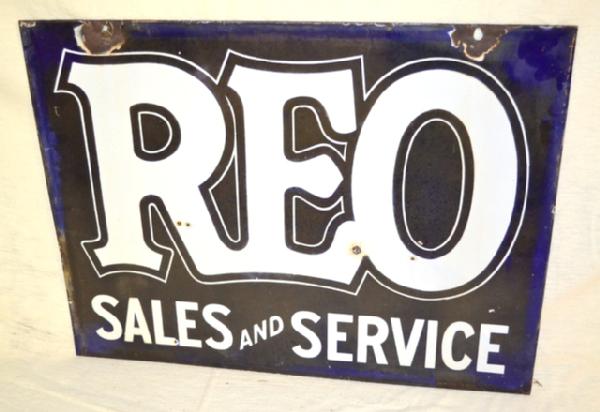 REO
SALES AND SERVICE